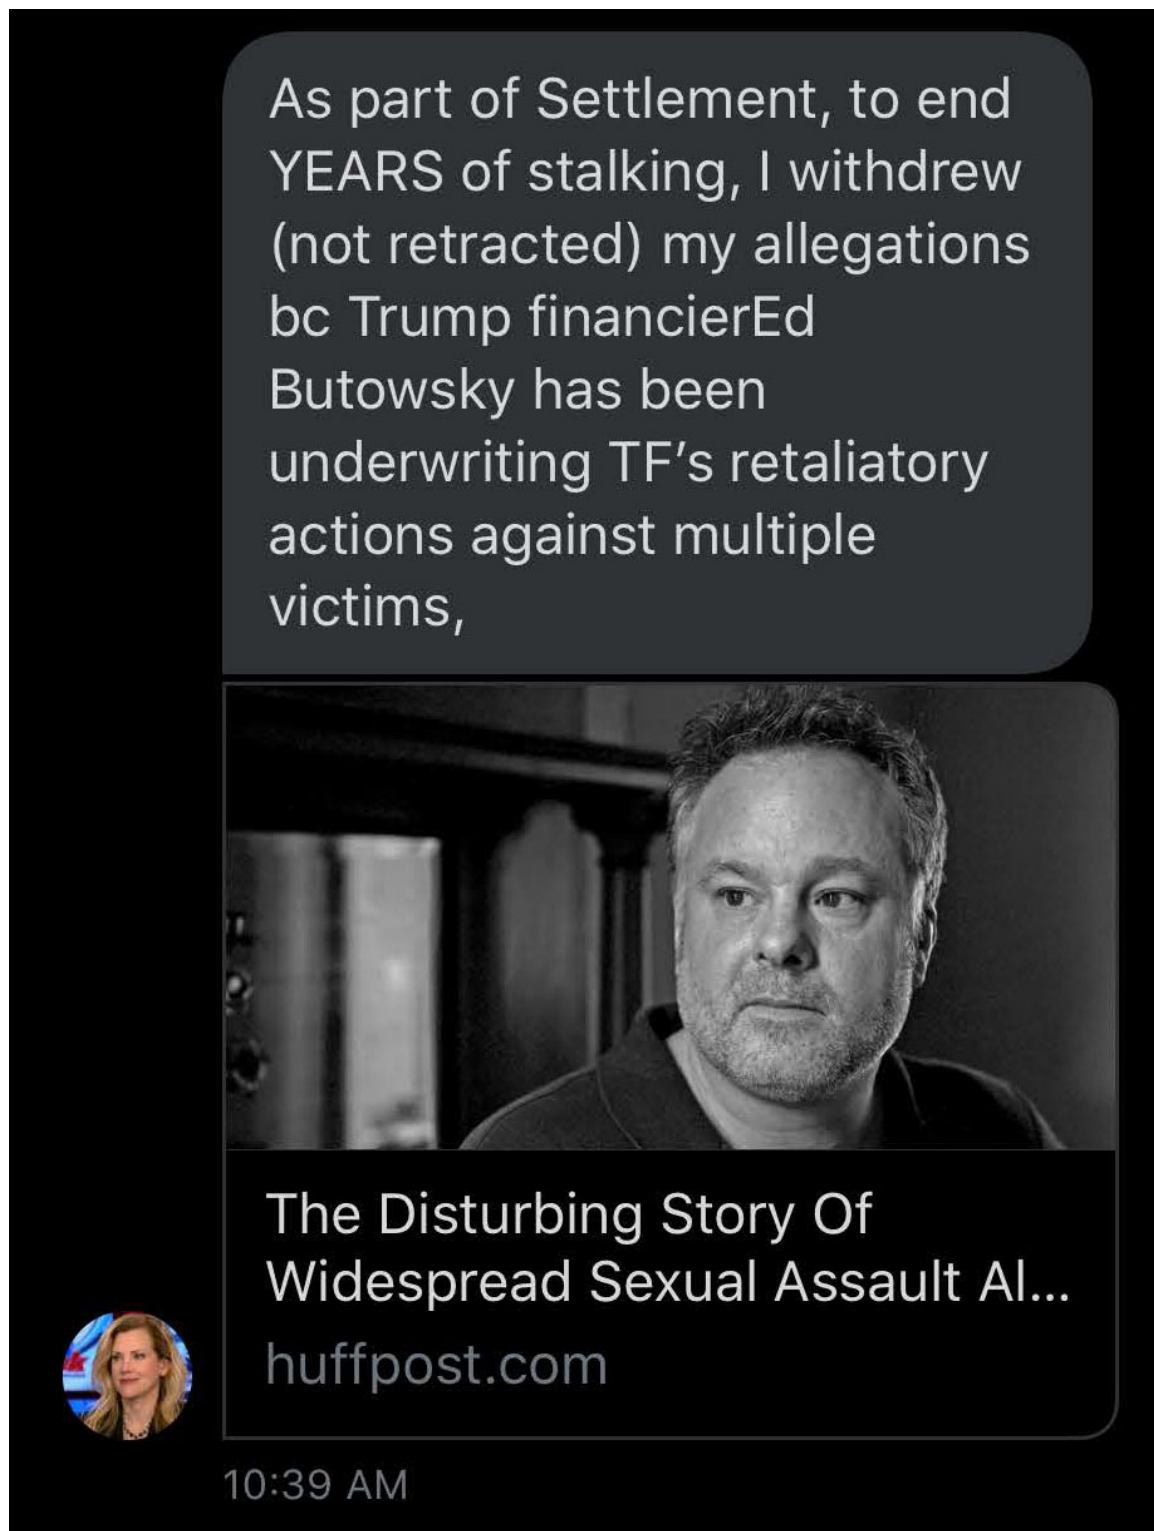 As part of Settlement, to end
YEARS of stalking, I withdrew
(not retracted) my allegations
bc Trump financierEd
Butowsky has been
underwriting TF’s retaliatory
actions against multiple
victims,
The Disturbing Story Of
Widespread Sexual Assault Al...
huffpost.com
10:39 AM